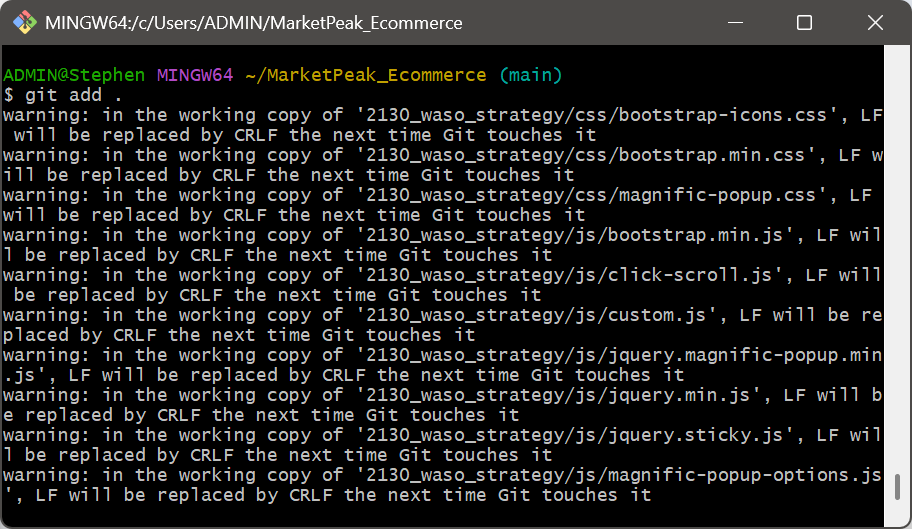 MINGW64:/c/Users/ADMIN/MarketPeak_Ecommerce
ADMIN@Stephen MINGW64 ~/MarketPeak_Ecommerce (main)
$ git add .
warning: in the working copy of '2130_waso_strategy/css/bootstrap-icons.css', LF
 will be replaced by CRLF the next time Git touches it
warning: in the working copy of '2130_waso_strategy/css/bootstrap.min.css', LF w
ill be replaced by CRLF the next time Git touches it
warning: in the working copy of '2130_waso_strategy/css/magnific-popup.css', LF
will be replaced by CRLF the next time Git touches it
warning: in the working copy of '2130_waso_strategy/js/bootstrap.min.js', LF wil
l be replaced by CRLF the next time Git touches it
warning: in the working copy of '2130_waso_strategy/js/click-scroll.js', LF will
 be replaced by CRLF the next time Git touches it
warning: in the working copy of '2130_waso_strategy/js/custom.js', LF will be re
placed by CRLF the next time Git touches it
warning: in the working copy of '2130_waso_strategy/js/jquery.magnific-popup.min
.js', LF will be replaced by CRLF the next time Git touches it
warning: in the working copy of '2130_waso_strategy/js/jquery.min.js', LF will b
e replaced by CRLF the next time Git touches it
warning: in the working copy of '2130_waso_strategy/js/jquery.sticky.js', LF wil
l be replaced by CRLF the next time Git touches it
warning: in the working copy of '2130_waso_strategy/js/magnific-popup-options.js
', LF will be replaced by CRLF the next time Git touches it